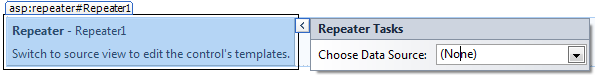 asp:repeater#Repeater1
Repeater - Repeater1
Switch to source view to edit the control's templates.
Repeater Tasks
Choose Data Source: (None)